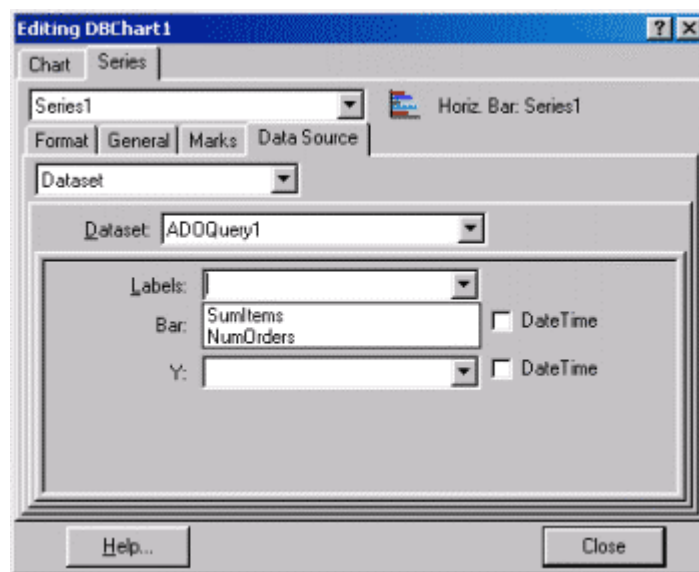 Editing DBChart1
Chart Series
Series1 Horiz. Bar: Series1
Format General Marks Data Source
Dataset
Dataset: ADOQuery1
Labels:
SumItems
Bar: DateTime
NumOrders
Y: DateTime
Help... Close